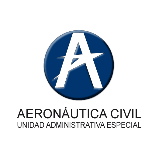 A
AERONÁUTICA CIVIL
UNIDAD ADMINISTRATIVA ESPECIAL